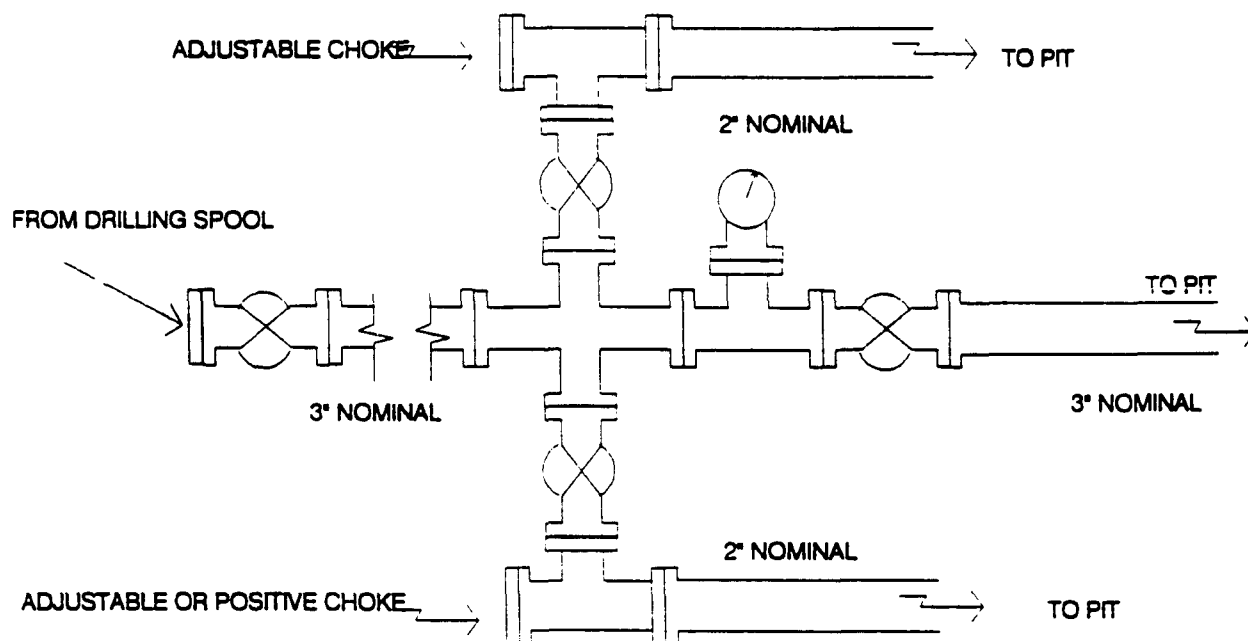 ADJUSTABLE CHOKE
TO PIT
2" NOMINAL
FROM DRILLING SPOOL
TO PIT
3" NOMINAL
3" NOMINAL
2" NOMINAL
ADJUSTABLE OR POSITIVE CHOKE
TO PIT